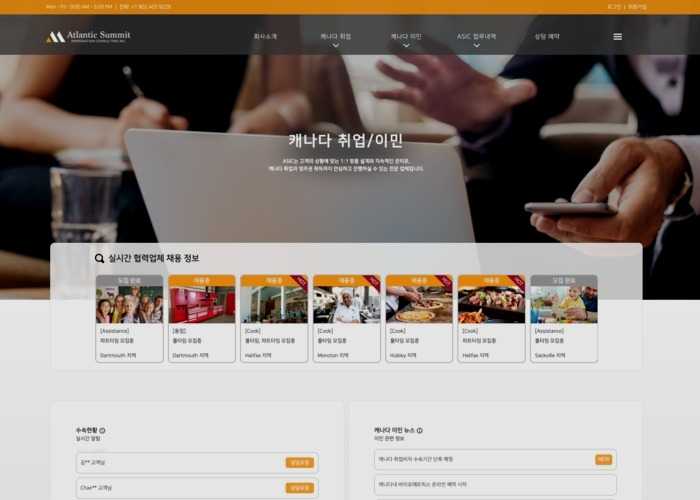 Mon - Fri : 9:00 AM - 5:00 PM | 전화: +1 902 402 9229
로그인 | 회원가입
Atlantic Summit
IMMIGRATION CONSULTING INC.
회사소개
캐나다 취업
캐나다 이민
ASIC 업무내역
상담 예약
캐나다 취업/이민
ASIC는 고객의 상황에 맞는 1:1 맞춤 설계와 지속적인 관리로,
캐나다 취업과 영주권 취득까지 안심하고 진행하실 수 있는 전문 업체입니다.
실시간 협력업체 채용 정보
모집 완료
채용중
채용중 HOT
채용중 HOT
채용중 HOT
채용중 HOT
모집 완료
[Assistance]
파트타임 모집중
Dartmouth 지역
[용접]
풀타임 모집중
Dartmouth 지역
[Cook]
풀타임, 파트타임 모집중
Halifax 지역
[Cook]
풀타임 모집중
Moncton 지역
[Cook]
풀타임 모집중
Hubley 지역
[Cook]
풀타임 모집중
Halifax 지역
[Assistance]
풀타임 모집중
Sackville 지역
수속현황
실시간 알림
김** 고객님
상담요청
Chae** 고객님
상담요청
캐나다 이민 뉴스
이민 관련 정보
캐나다 취업비자 수속기간 단축 예정
NEW
캐나다내 바이오메트릭스 온라인 예약 시작